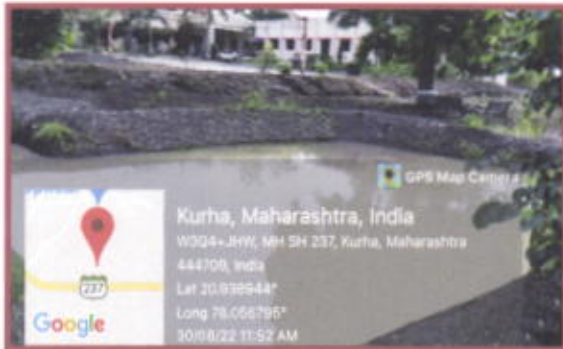 GPS Map Camera
Kurha, Maharashtra, India
W3Q4+JHW, MH SH 237, Kurha, Maharashtra
444709, India
Lat 20.938944°
Long 78.056795°
30/08/22 11:52 AM
237
Google